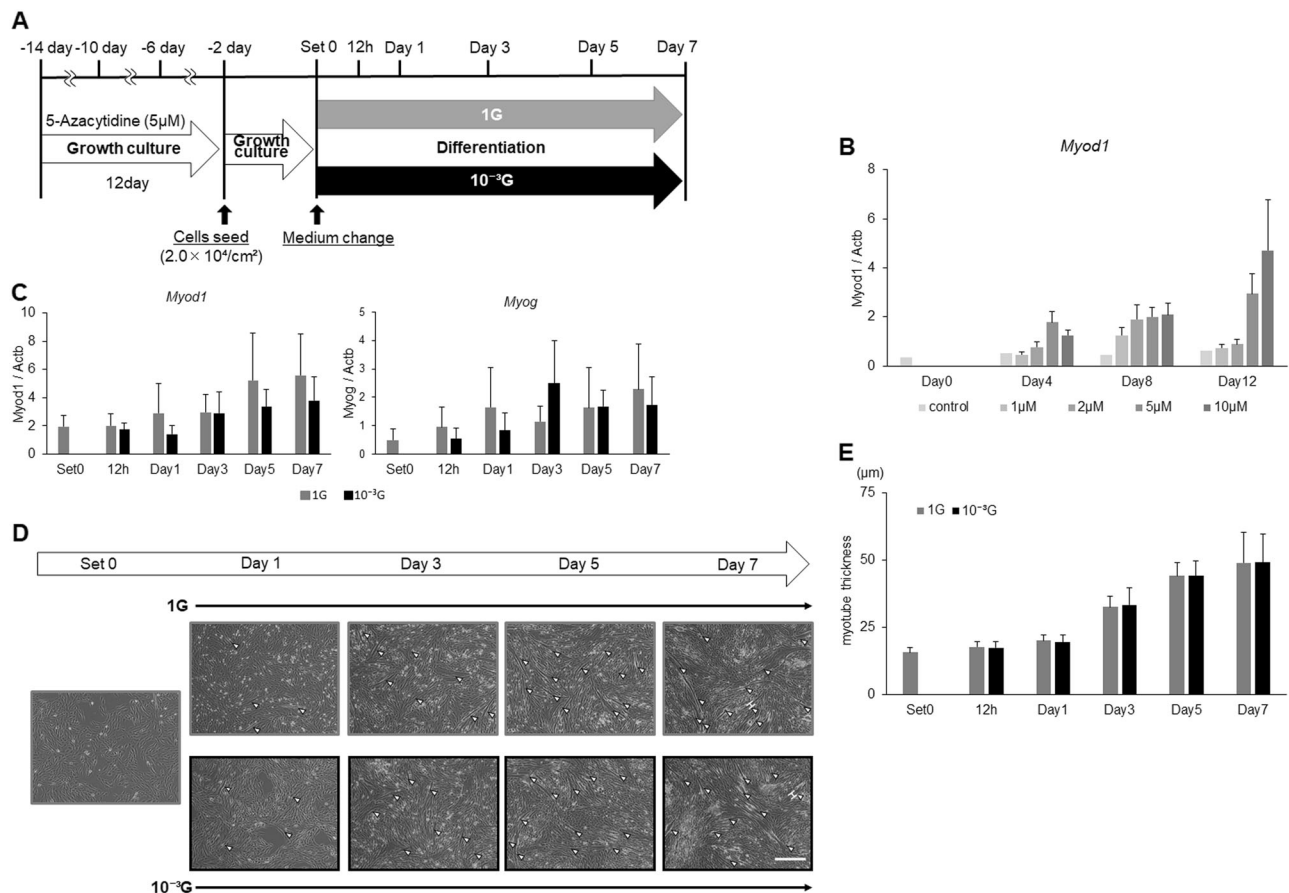 A
-14 day -10 day -6 day -2 day Set 0 12h Day 1 Day 3 Day 5 Day 7
5-Azacytidine (5μM)
Growth culture
12day
Growth
culture
1G
Differentiation
10⁻³G
Cells seed
(2.0× 10⁴/cm²)
Medium change
B
Myod1
Myod1 / Actb
8
6
4
2
0
Day0 Day4 Day8 Day12
control 1μM 2μM 5μM 10μM
C
Myod1
Myod1 / Actb
10
8
6
4
2
0
Set0 12h Day1 Day3 Day5 Day7
Myog
Myog / Actb
5
4
3
2
1
0
Set0 12h Day1 Day3 Day5 Day7
1G 10⁻³G
D
Set 0 Day 1 Day 3 Day 5 Day 7
1G
10⁻³G
E
(μm)
myotube thickness
75
50
25
0
1G 10⁻³G
Set0 12h Day1 Day3 Day5 Day7